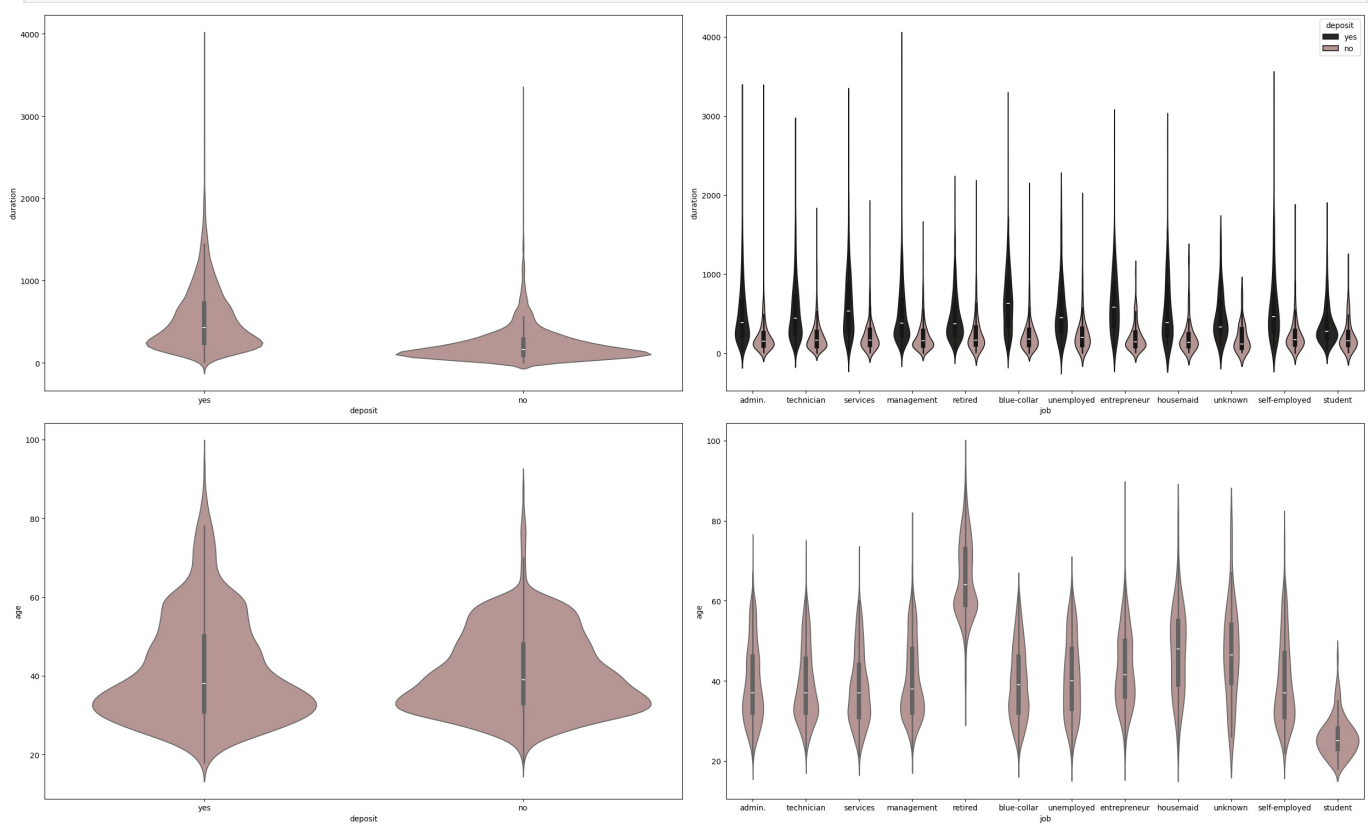 4000
3000
2000
1000
0
duration
yes
no
deposit
4000
3000
2000
1000
0
duration
deposit
yes
no
admin.
technician
services
management
retired
blue-collar
unemployed
entrepreneur
housemaid
unknown
self-employed
student
job
100
80
60
40
20
age
yes
no
deposit
100
80
60
40
20
age
admin.
technician
services
management
retired
blue-collar
unemployed
entrepreneur
housemaid
unknown
self-employed
student
job